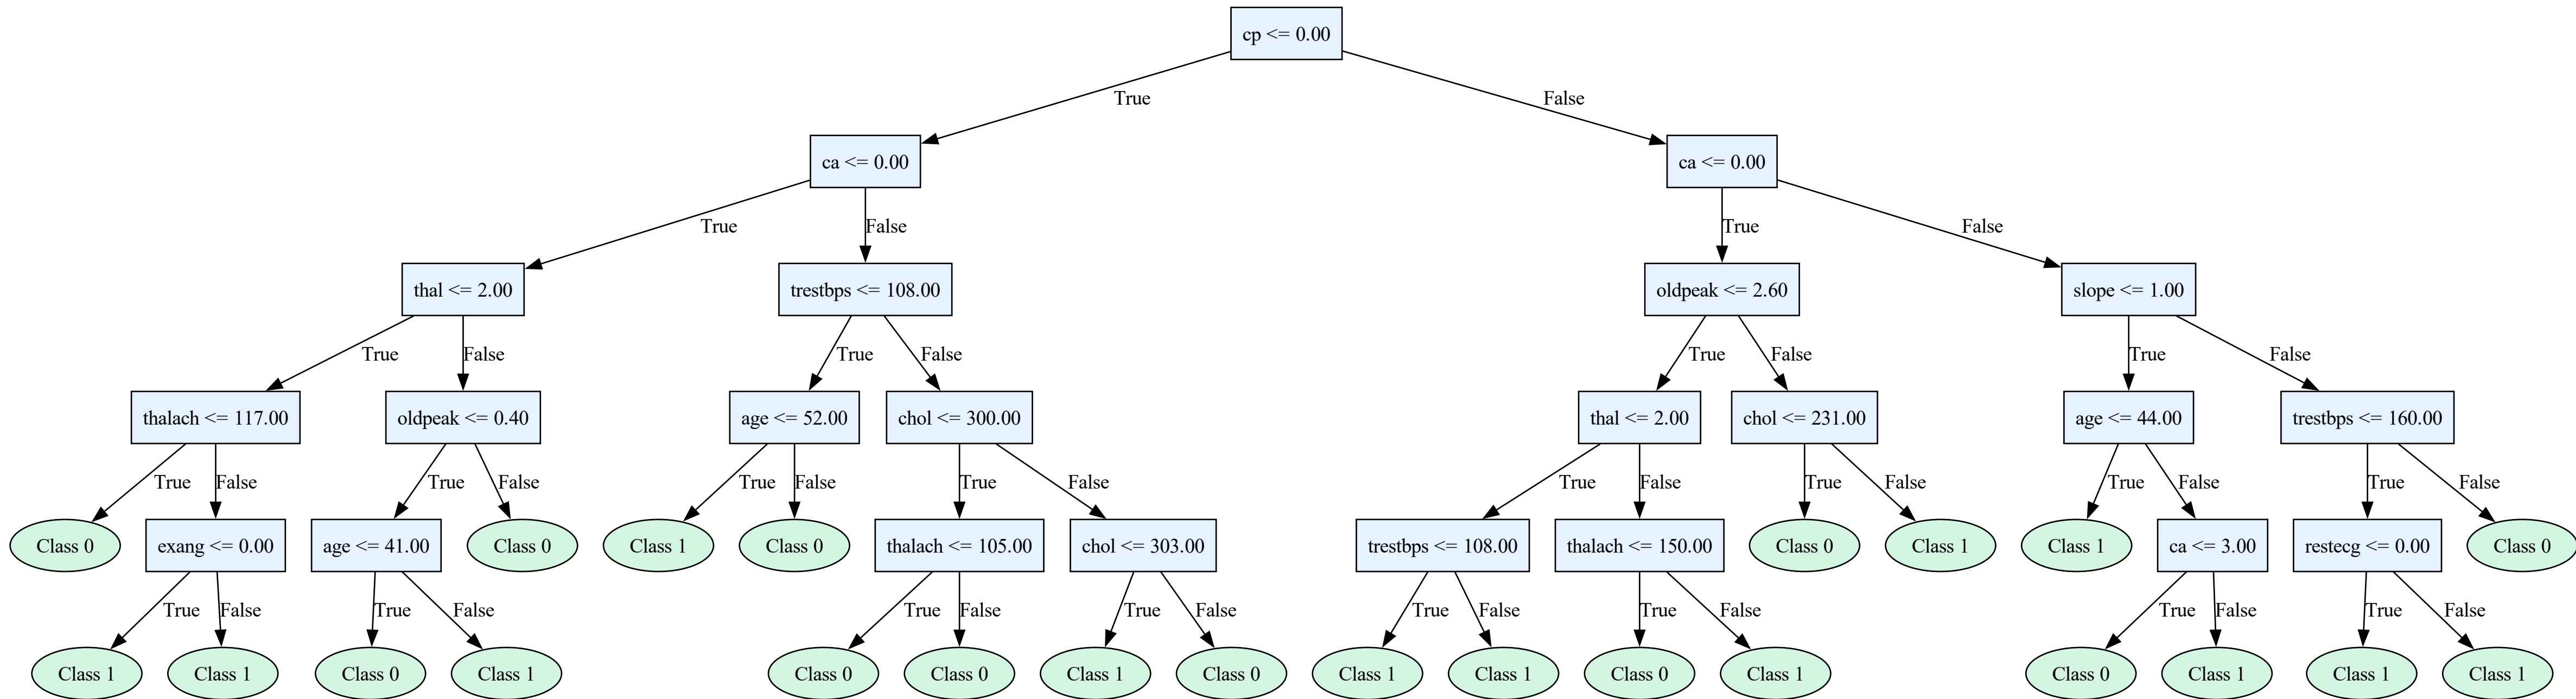 cp <= 0.00
True
False
ca <= 0.00
ca <= 0.00
True
False
True
False
thal <= 2.00
trestbps <= 108.00
oldpeak <= 2.60
slope <= 1.00
True
False
True
False
True
False
True
False
thalach <= 117.00
oldpeak <= 0.40
age <= 52.00
chol <= 300.00
thal <= 2.00
chol <= 231.00
age <= 44.00
trestbps <= 160.00
True
False
True
False
True
False
True
False
True
False
True
False
True
False
True
False
Class 0
exang <= 0.00
age <= 41.00
Class 0
Class 1
Class 0
thalach <= 105.00
chol <= 303.00
trestbps <= 108.00
thalach <= 150.00
Class 0
Class 1
Class 1
ca <= 3.00
restecg <= 0.00
Class 0
True
False
True
False
True
False
True
False
True
False
True
False
True
False
True
False
Class 1
Class 1
Class 0
Class 1
Class 0
Class 0
Class 1
Class 0
Class 1
Class 1
Class 0
Class 1
Class 0
Class 1
Class 1
Class 1